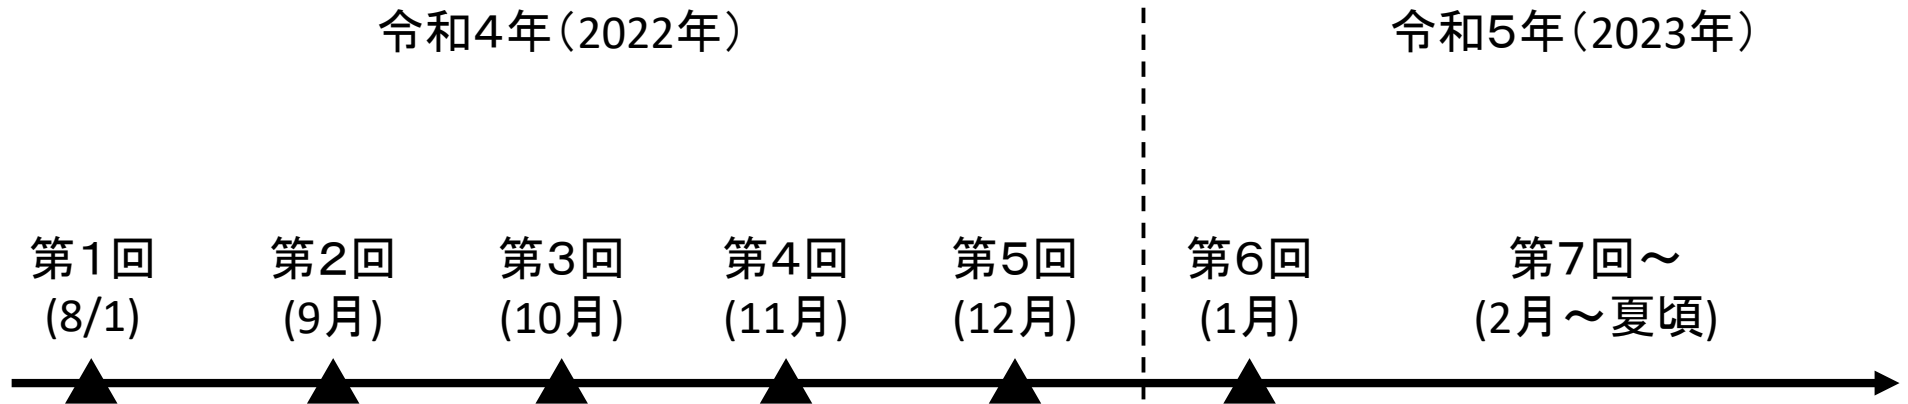 令和４年（2022年）
令和５年（2023年）
第１回
(8/1)
第２回
(9月)
第３回
(10月)
第４回
(11月)
第５回
(12月)
第６回
(1月)
第７回～
(2月～夏頃)